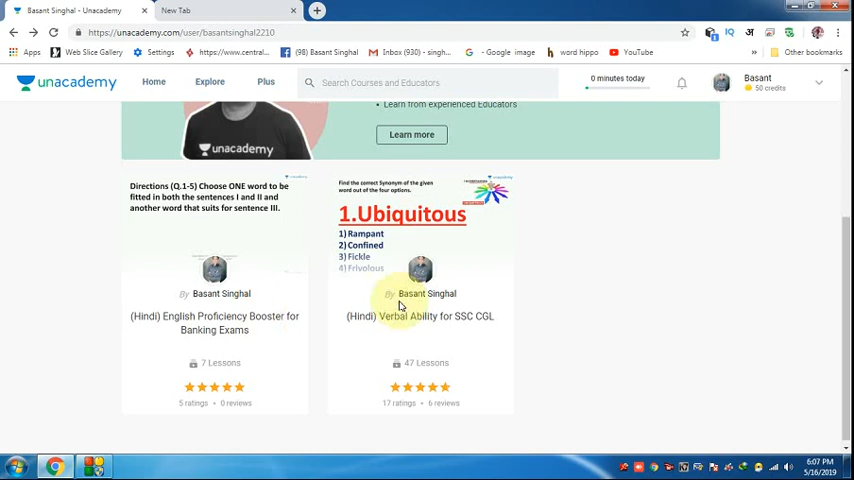 Basant Singhal - Unacademy
New Tab
https://unacademy.com/user/basantsinghal2210
Apps
Web Slice Gallery
Settings
https://www.central...
(98) Basant Singhal
Inbox (930) - singh...
- Google image
word hippo
YouTube
Other bookmarks
unacademy
Home
Explore
Plus
Search Courses and Educators
0 minutes today
Basant
50 credits
• Learn from experienced Educators
Learn more
unacademy
Directions (Q.1-5) Choose ONE word to be
fitted in both the sentences I and II and
another word that suits for sentence III.
By Basant Singhal
(Hindi) English Proficiency Booster for
Banking Exams
7 Lessons
5 ratings • 0 reviews
Find the correct Synonym of the given
word out of the four options.
1.Ubiquitous
1) Rampant
2) Confined
3) Fickle
4) Frivolous
By Basant Singhal
(Hindi) Verbal Ability for SSC CGL
47 Lessons
17 ratings • 6 reviews
6:07 PM
5/16/2019